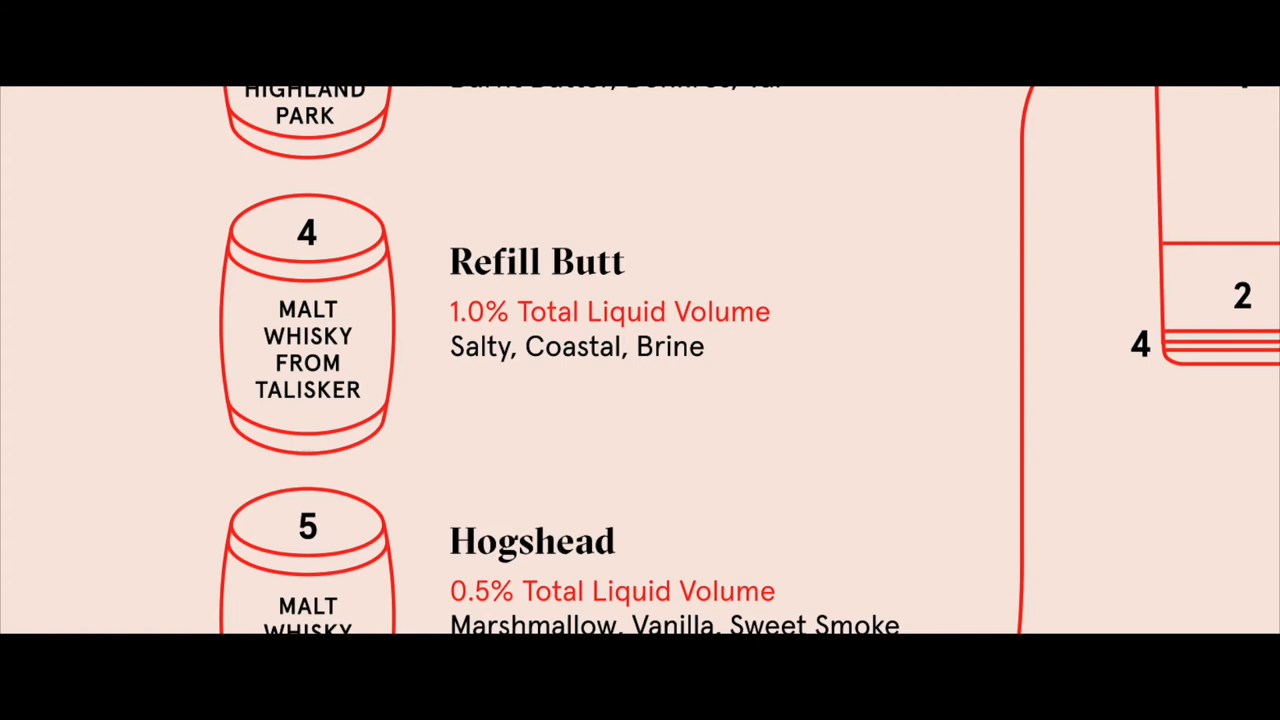 HIGHLAND
PARK
4
MALT
WHISKY
FROM
TALISKER
Refill Butt
1.0% Total Liquid Volume
Salty, Coastal, Brine
2
4
5
MALT
WHISKY
Hogshead
0.5% Total Liquid Volume
Marshmallow, Vanilla, Sweet Smoke